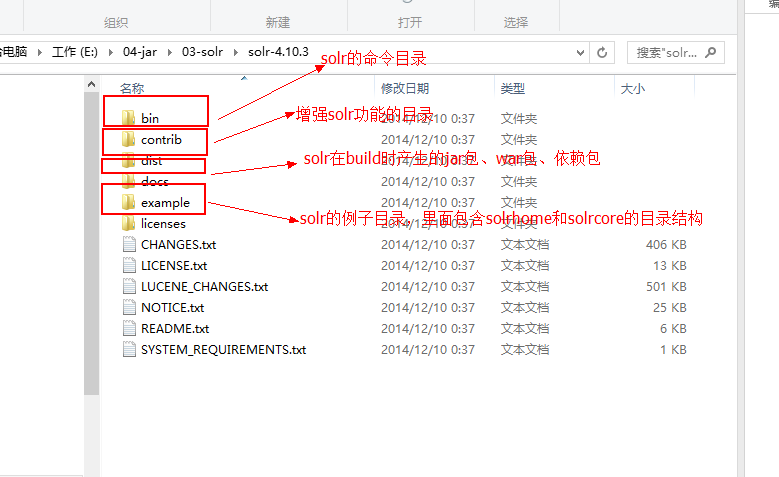 组织 新建 打开 选择
电脑 › 工作 (E:) › 04-jar › 03-solr › solr-4.10.3 搜索"solr...
solr的命令目录
名称 修改日期 类型 大小
bin 2014/12/10 0:37 文件夹
增强solr功能的目录
contrib 2014/12/10 0:37 文件夹
dist 2014/12/10 0:37 文件夹
solr在build时产生的jar包、war包、依赖包
docs 2014/12/10 0:37 文件夹
example 2014/12/10 0:37 文件夹
solr的例子目录，里面包含solrhome和solrcore的目录结构
licenses 2014/12/10 0:37 文件夹
CHANGES.txt 2014/12/10 0:37 文本文档 406 KB
LICENSE.txt 2014/12/10 0:37 文本文档 13 KB
LUCENE_CHANGES.txt 2014/12/10 0:37 文本文档 501 KB
NOTICE.txt 2014/12/10 0:37 文本文档 25 KB
README.txt 2014/12/10 0:37 文本文档 6 KB
SYSTEM_REQUIREMENTS.txt 2014/12/10 0:37 文本文档 1 KB